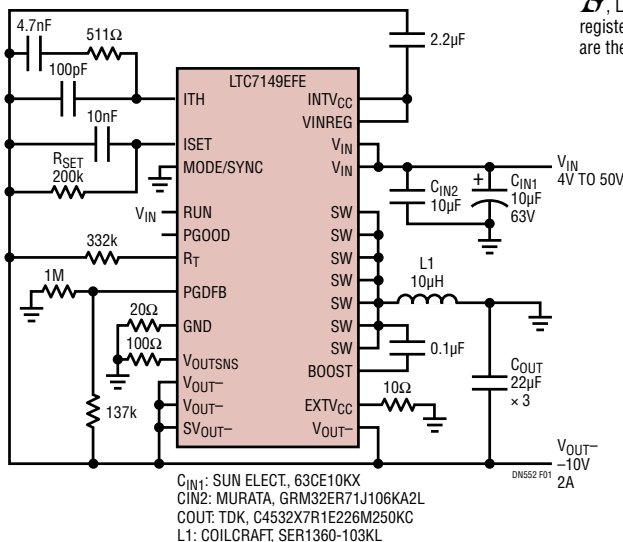 , L
registe
are the
4.7nF
511Ω
100pF
10nF
RSET
200k
VIN
332k
1M
20Ω
100Ω
137k
LTC7149EFE
ITH
ISET
MODE/SYNC
RUN
PGOOD
RT
PGDFB
GND
VOUTSNS
VOUT–
VOUT–
SVOUT–
INTVCC
VINREG
VIN
VIN
SW
SW
SW
SW
SW
SW
SW
BOOST
EXTVCC
VOUT–
2.2µF
CIN2
10µF
+
CIN1
10µF
63V
VIN
4V TO 50V
L1
10µH
0.1µF
10Ω
COUT
22µF
× 3
VOUT–
–10V
2A
DN552 F01
CIN1: SUN ELECT., 63CE10KX
CIN2: MURATA, GRM32ER71J106KA2L
COUT: TDK, C4532X7R1E226M250KC
L1: COILCRAFT, SER1360-103KL